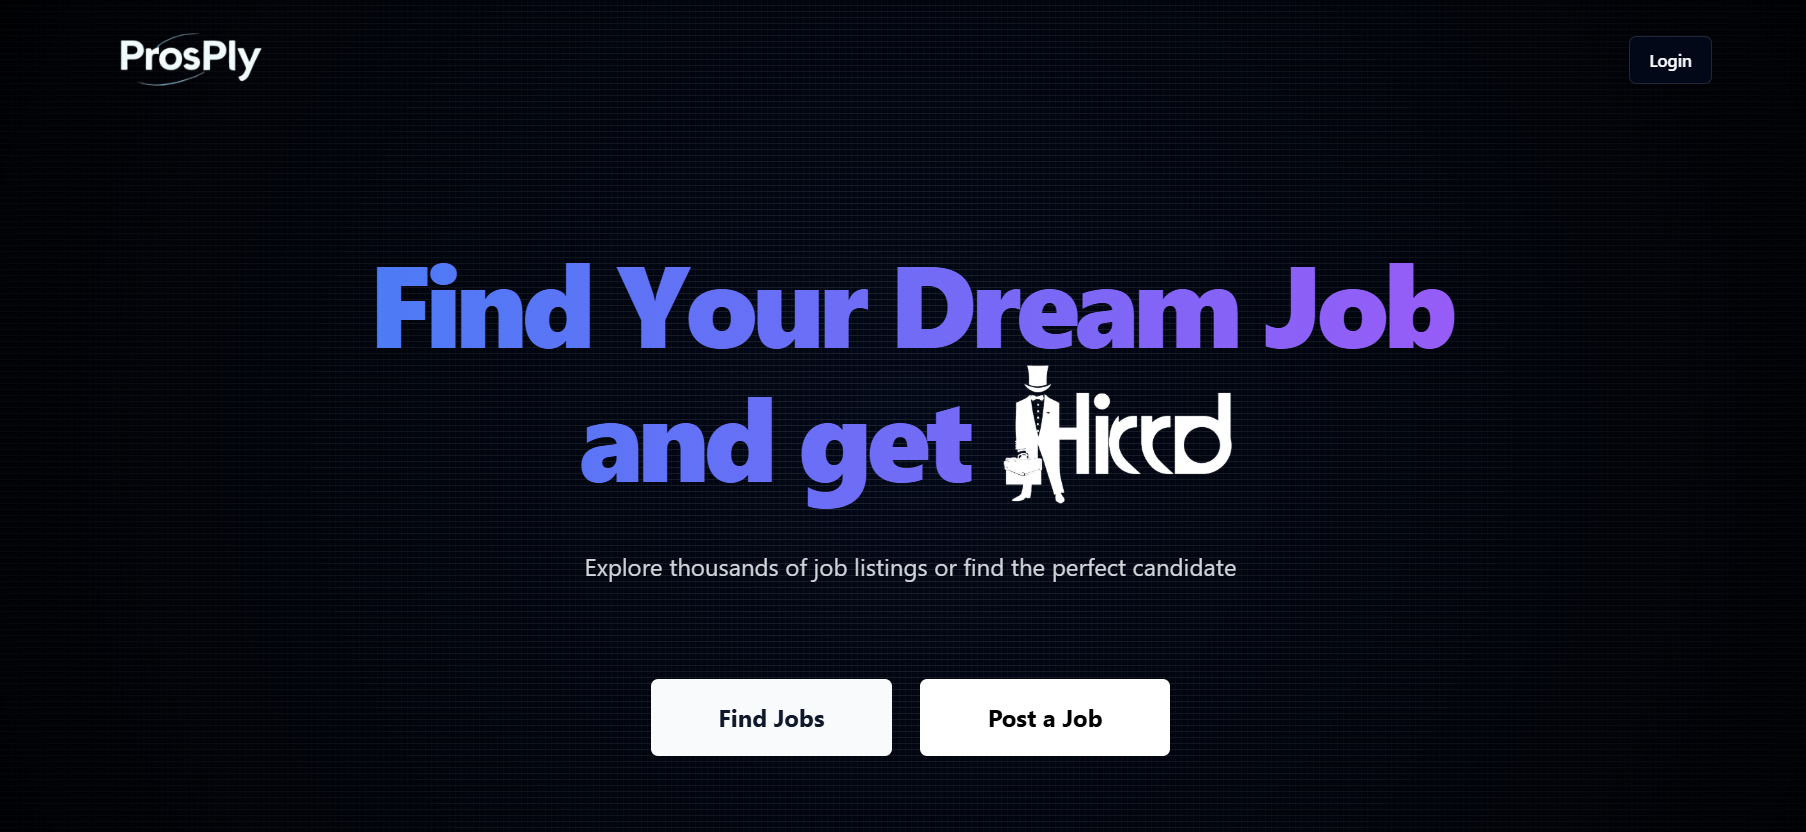 ProsPly
Login
Find Your Dream Job
and get Hirrd
Explore thousands of job listings or find the perfect candidate
Find Jobs
Post a Job